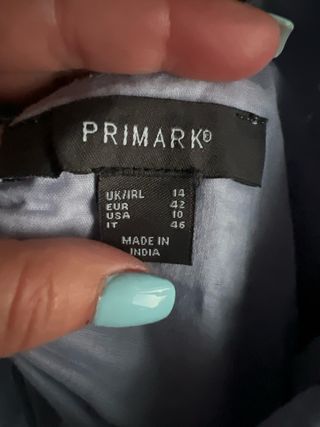 PRIMARK®
UK/IRL 14
EUR 42
USA 10
IT 46
MADE IN
INDIA